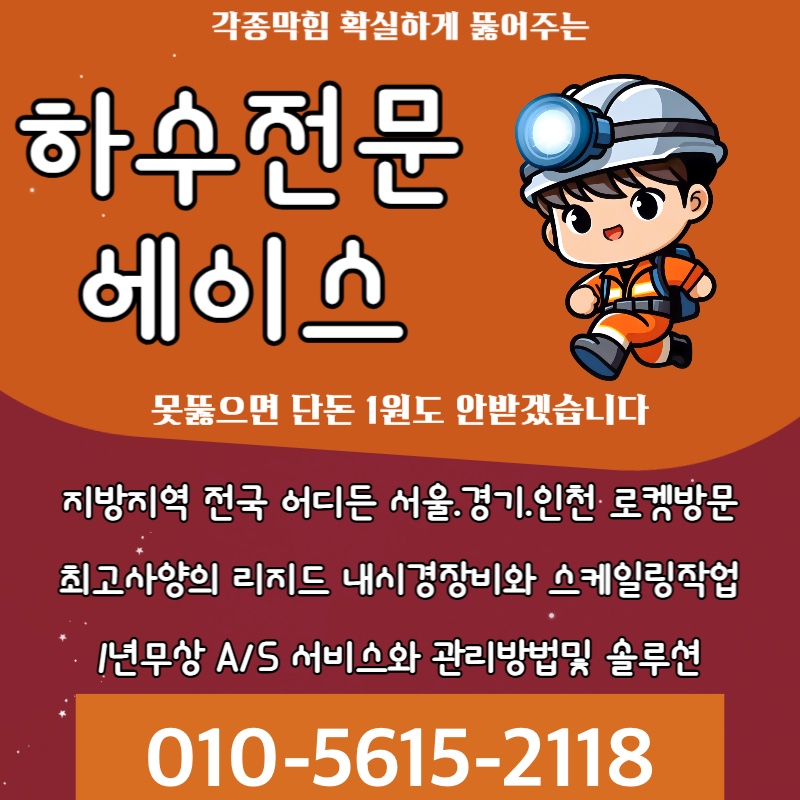 각종막힘 확실하게 뚫어주는
하수전문
에이스
못뚫으면 단돈 1원도 안받겠습니다
지방지역 전국 어디든 서울.경기.인천 로켓방문
최고사양의 리지드 내시경장비와 스케일링작업
1년무상 A/S 서비스와 관리방법및 솔루션
010-5615-2118